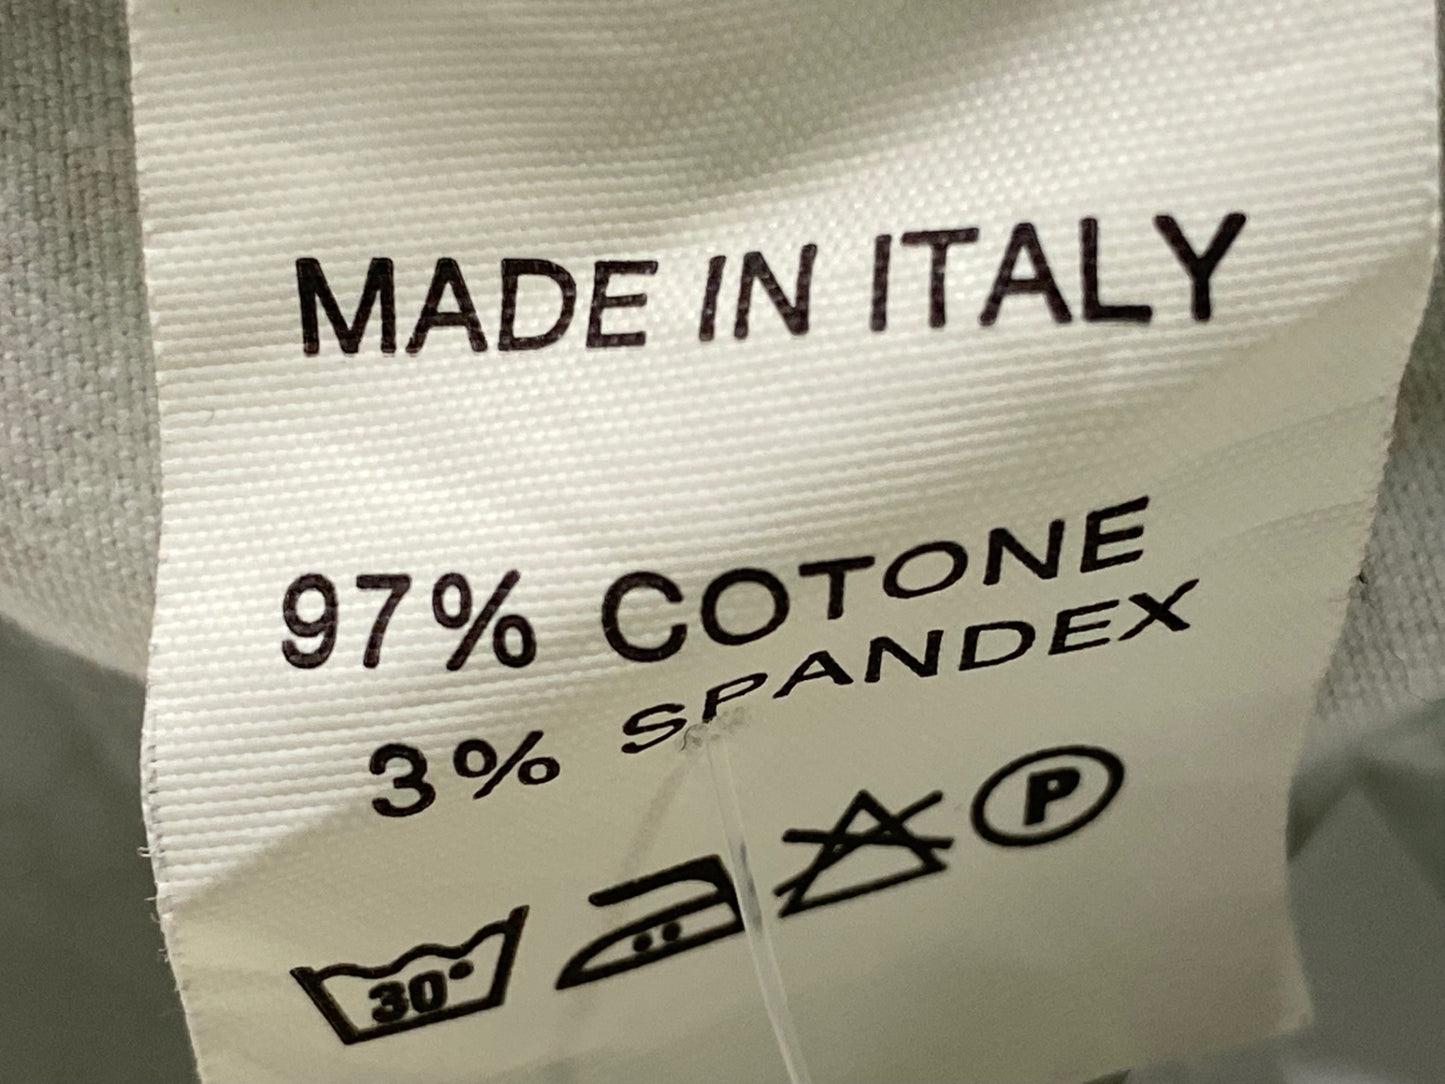 MADE IN ITALY
97% COTONE
3% SPANDEX
30° P